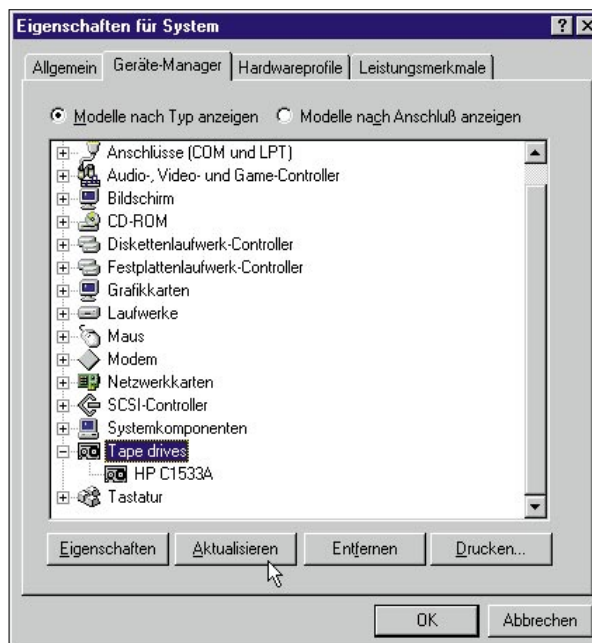 Eigenschaften für System
Allgemein Geräte-Manager Hardwareprofile Leistungsmerkmale
Modelle nach Typ anzeigen Modelle nach Anschluß anzeigen
Anschlüsse (COM und LPT)
Audio-, Video- und Game-Controller
Bildschirm
CD-ROM
Diskettenlaufwerk-Controller
Festplattenlaufwerk-Controller
Grafikkarten
Laufwerke
Maus
Modem
Netzwerkkarten
SCSI-Controller
Systemkomponenten
Tape drives
HP C1533A
Tastatur
Eigenschaften Aktualisieren Entfernen Drucken...
OK Abbrechen